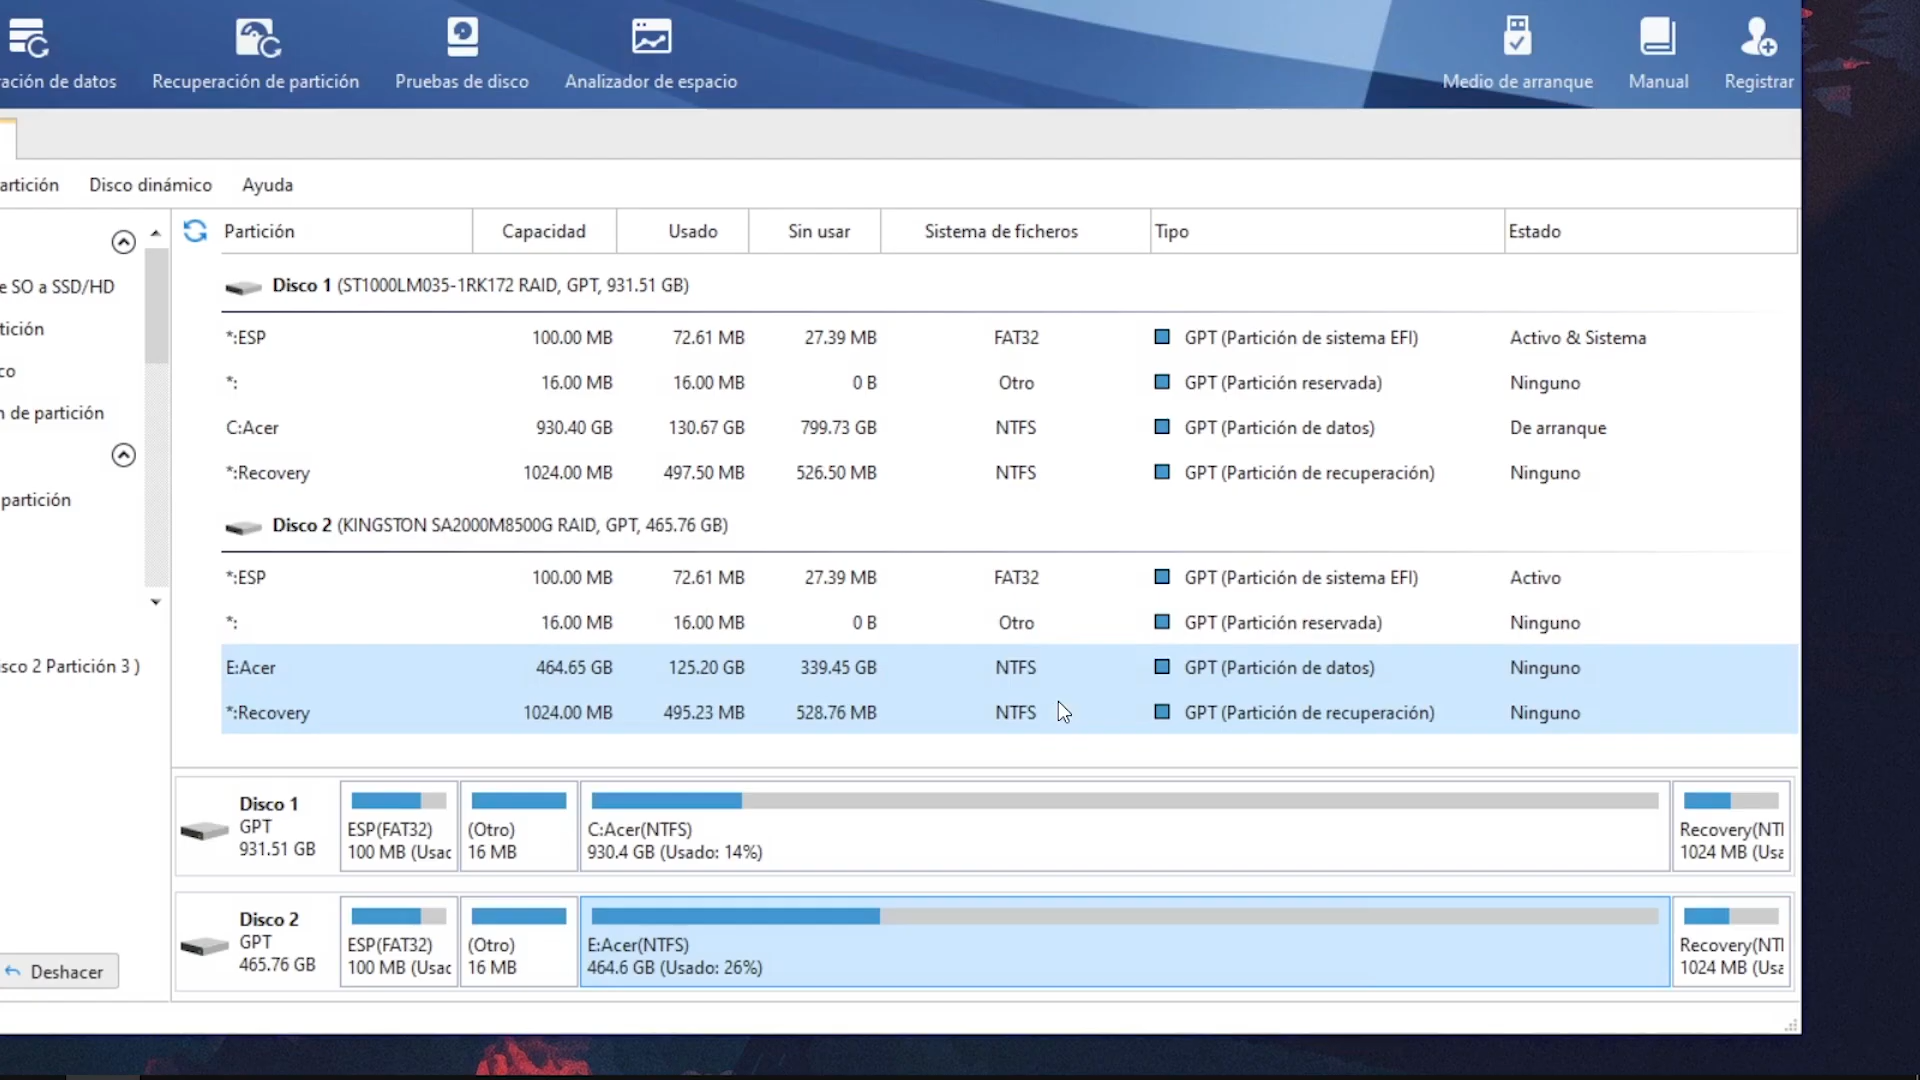 ración de datos
Recuperación de partición
Pruebas de disco
Analizador de espacio
Medio de arranque
Manual
Registrar
artición
Disco dinámico
Ayuda
e SO a SSD/HD
tición
co
n de partición
partición
isco 2 Partición 3 )
Deshacer
Partición Capacidad Usado Sin usar Sistema de ficheros Tipo Estado
Disco 1 (ST1000LM035-1RK172 RAID, GPT, 931.51 GB)
*:ESP 100.00 MB 72.61 MB 27.39 MB FAT32 GPT (Partición de sistema EFI) Activo & Sistema
*: 16.00 MB 16.00 MB 0 B Otro GPT (Partición reservada) Ninguno
C:Acer 930.40 GB 130.67 GB 799.73 GB NTFS GPT (Partición de datos) De arranque
*:Recovery 1024.00 MB 497.50 MB 526.50 MB NTFS GPT (Partición de recuperación) Ninguno
Disco 2 (KINGSTON SA2000M8500G RAID, GPT, 465.76 GB)
*:ESP 100.00 MB 72.61 MB 27.39 MB FAT32 GPT (Partición de sistema EFI) Activo
*: 16.00 MB 16.00 MB 0 B Otro GPT (Partición reservada) Ninguno
E:Acer 464.65 GB 125.20 GB 339.45 GB NTFS GPT (Partición de datos) Ninguno
*:Recovery 1024.00 MB 495.23 MB 528.76 MB NTFS GPT (Partición de recuperación) Ninguno
Disco 1
GPT
931.51 GB
ESP(FAT32)
100 MB (Usac
(Otro)
16 MB
C:Acer(NTFS)
930.4 GB (Usado: 14%)
Recovery(NTI
1024 MB (Usa
Disco 2
GPT
465.76 GB
ESP(FAT32)
100 MB (Usac
(Otro)
16 MB
E:Acer(NTFS)
464.6 GB (Usado: 26%)
Recovery(NTI
1024 MB (Usa